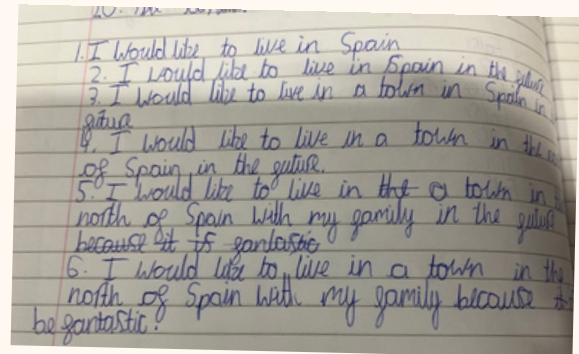 1. I would like to live in Spain
2. I would like to live in Spain in the future
3. I would like to live in a town in Spain in
future
4. I would like to live in a town in the
of Spain in the future.
5. I would like to live in the a town in
north of Spain with my family in the future
because it is fantastic
6. I would like to live in a town in the
north of Spain with my family because
be fantastic.